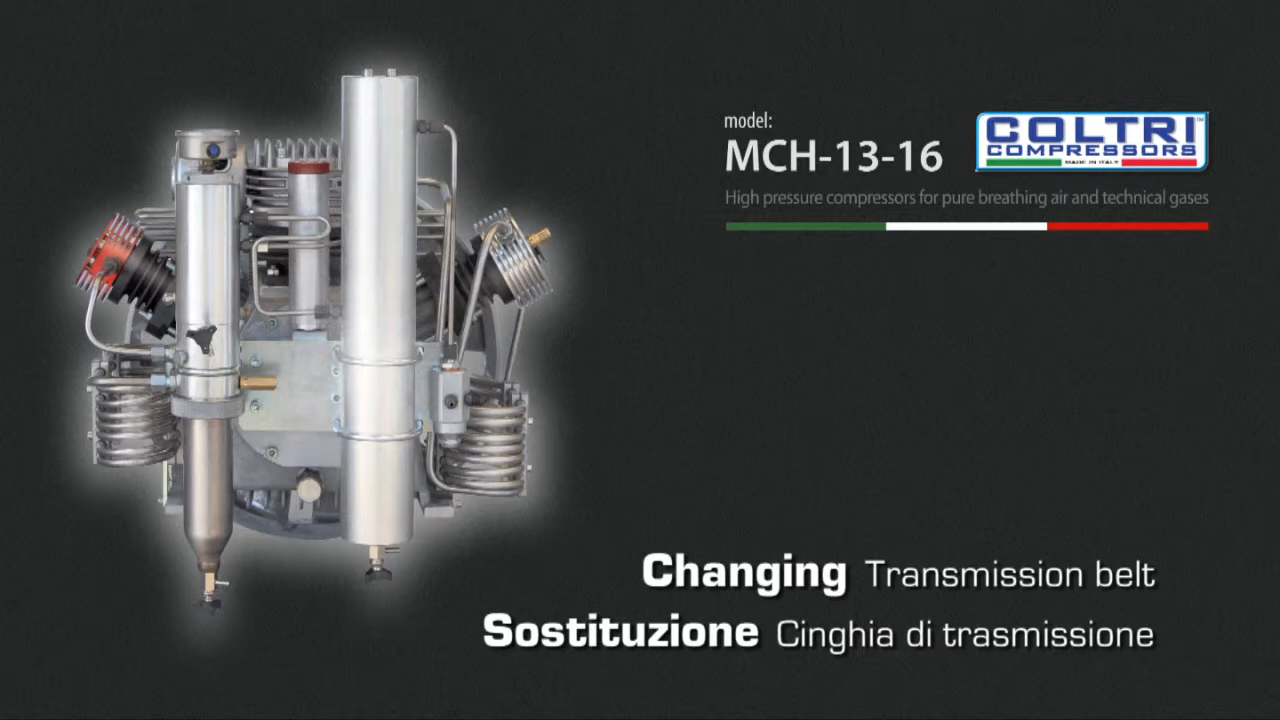 model:
MCH-13-16
COLTRI™
COMPRESSORS
MADE IN ITALY
High pressure compressors for pure breathing air and technical gases
Changing Transmission belt
Sostituzione Cinghia di trasmissione